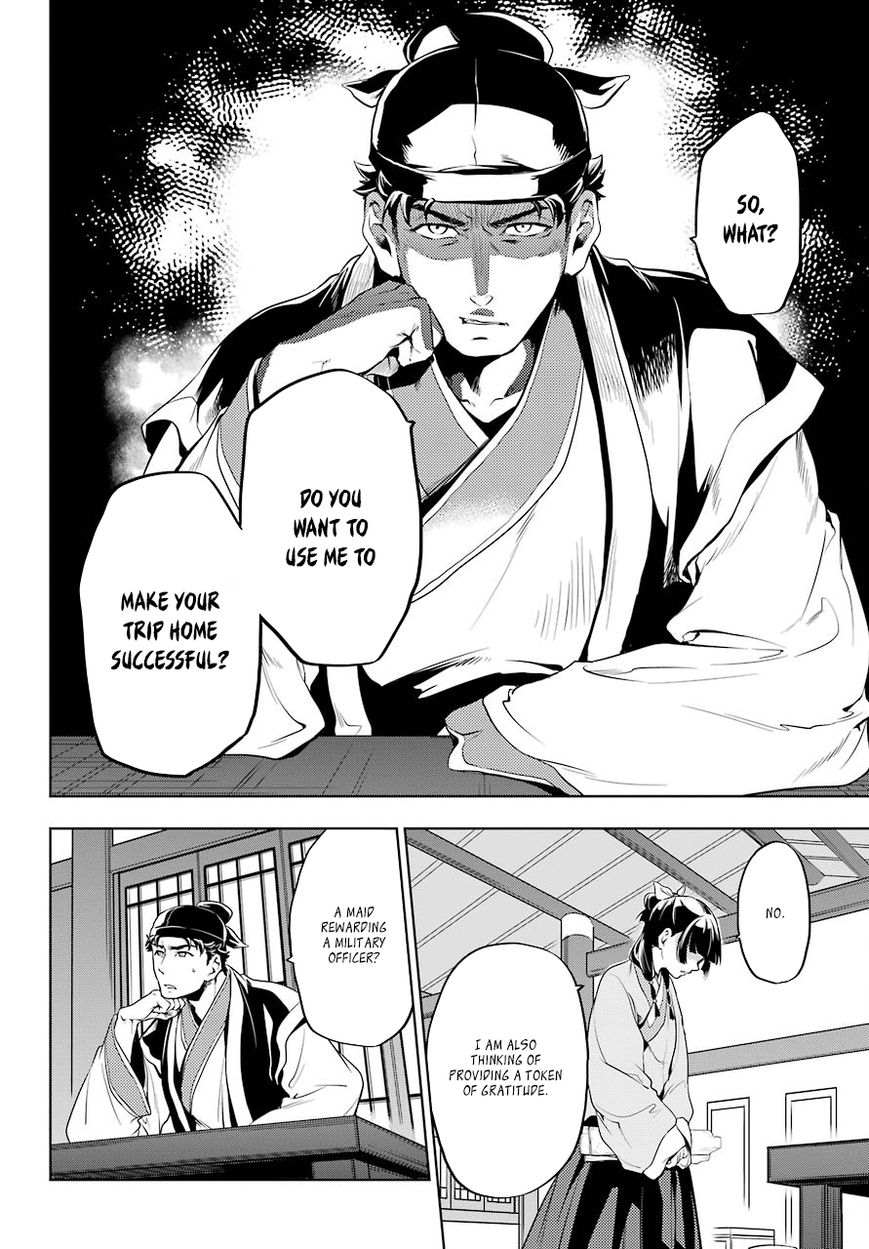 SO,
WHAT?
DO YOU
WANT TO
USE ME TO
MAKE YOUR
TRIP HOME
SUCCESSFUL?
NO.
I AM ALSO
THINKING OF
PROVIDING A TOKEN
OF GRATITUDE.
A MAID
REWARDING
A MILITARY
OFFICER?